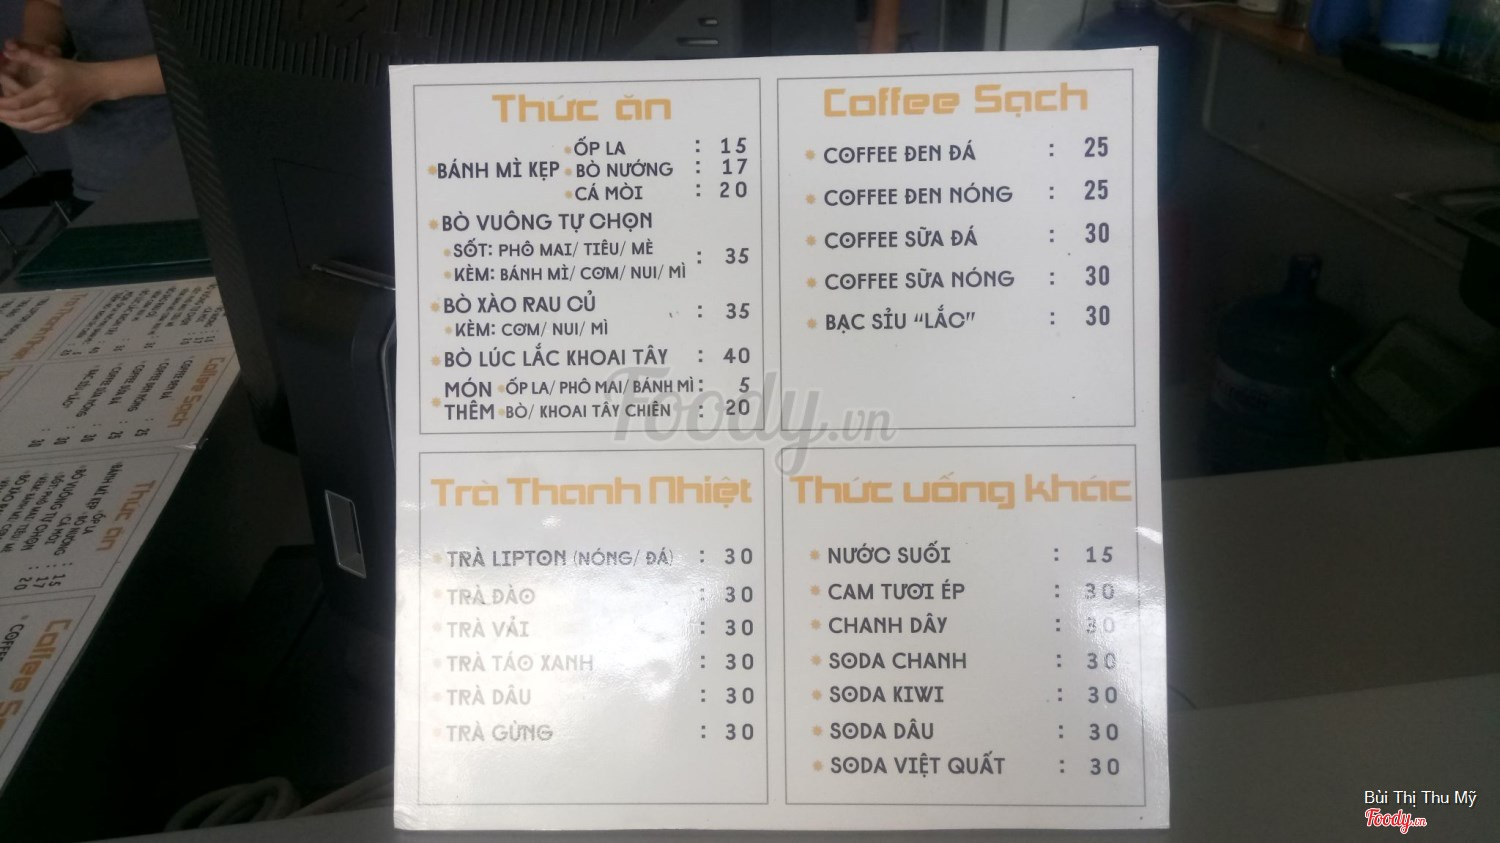 Thức ăn
BÁNH MÌ KẸP
ỐP LA : 15
BÒ NƯỚNG : 17
CÁ MÒI : 20
BÒ VUÔNG TỰ CHỌN
SỐT: PHÔ MAI/ TIÊU/ MÈ
KÈM: BÁNH MÌ/ CƠM/ NUI/ MÌ : 35
BÒ XÀO RAU CỦ : 35
KÈM: CƠM/ NUI/ MÌ
BÒ LÚC LẮC KHOAI TÂY : 40
MÓN THÊM
ỐP LA/ PHÔ MAI/ BÁNH MÌ : 5
BÒ/ KHOAI TÂY CHIÊN : 20
Coffee Sạch
COFFEE ĐEN ĐÁ : 25
COFFEE ĐEN NÓNG : 25
COFFEE SỮA ĐÁ : 30
COFFEE SỮA NÓNG : 30
BẠC SỈU “LẮC” : 30
Trà Thanh Nhiệt
TRÀ LIPTON (NÓNG/ ĐÁ) : 30
TRÀ ĐÀO : 30
TRÀ VẢI : 30
TRÀ TÁO XANH : 30
TRÀ DÂU : 30
TRÀ GỪNG : 30
Thức uống khác
NƯỚC SUỐI : 15
CAM TƯƠI ÉP : 30
CHANH DÂY : 30
SODA CHANH : 30
SODA KIWI : 30
SODA DÂU : 30
SODA VIỆT QUẤT : 30
Foody.vn
Bùi Thị Thu Mỹ
Foody.vn